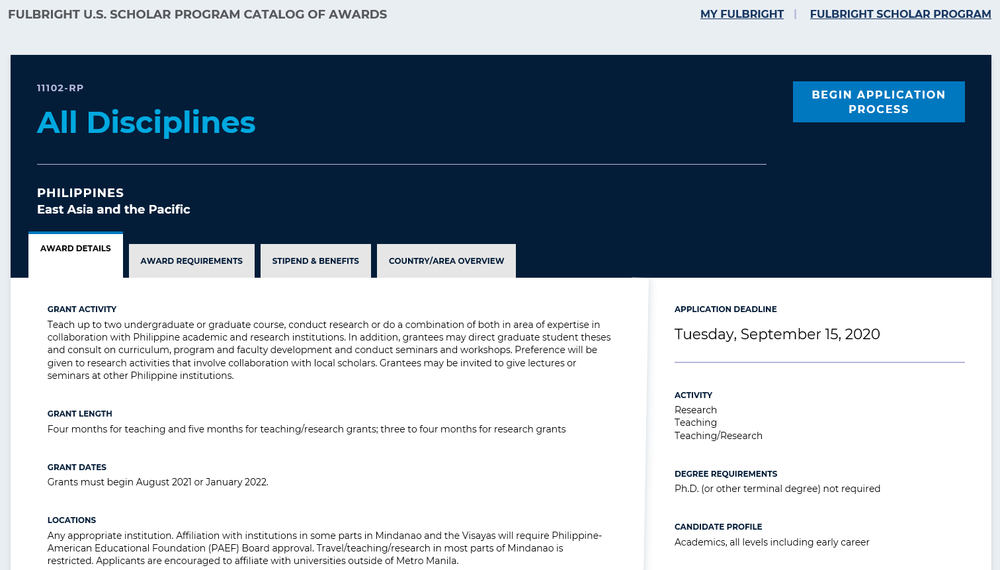 FULBRIGHT U.S. SCHOLAR PROGRAM CATALOG OF AWARDS
MY FULBRIGHT | FULBRIGHT SCHOLAR PROGRAM
11102-RP
All Disciplines
BEGIN APPLICATION
PROCESS
PHILIPPINES
East Asia and the Pacific
AWARD DETAILS
AWARD REQUIREMENTS
STIPEND & BENEFITS
COUNTRY/AREA OVERVIEW
GRANT ACTIVITY
Teach up to two undergraduate or graduate course, conduct research or do a combination of both in area of expertise in
collaboration with Philippine academic and research institutions. In addition, grantees may direct graduate student theses
and consult on curriculum, program and faculty development and conduct seminars and workshops. Preference will be
given to research activities that involve collaboration with local scholars. Grantees may be invited to give lectures or
seminars at other Philippine institutions.
GRANT LENGTH
Four months for teaching and five months for teaching/research grants; three to four months for research grants
GRANT DATES
Grants must begin August 2021 or January 2022.
LOCATIONS
Any appropriate institution. Affiliation with institutions in some parts in Mindanao and the Visayas will require Philippine-
American Educational Foundation (PAEF) Board approval. Travel/teaching/research in most parts of Mindanao is
restricted. Applicants are encouraged to affiliate with universities outside of Metro Manila.
APPLICATION DEADLINE
Tuesday, September 15, 2020
ACTIVITY
Research
Teaching
Teaching/Research
DEGREE REQUIREMENTS
Ph.D. (or other terminal degree) not required
CANDIDATE PROFILE
Academics, all levels including early career